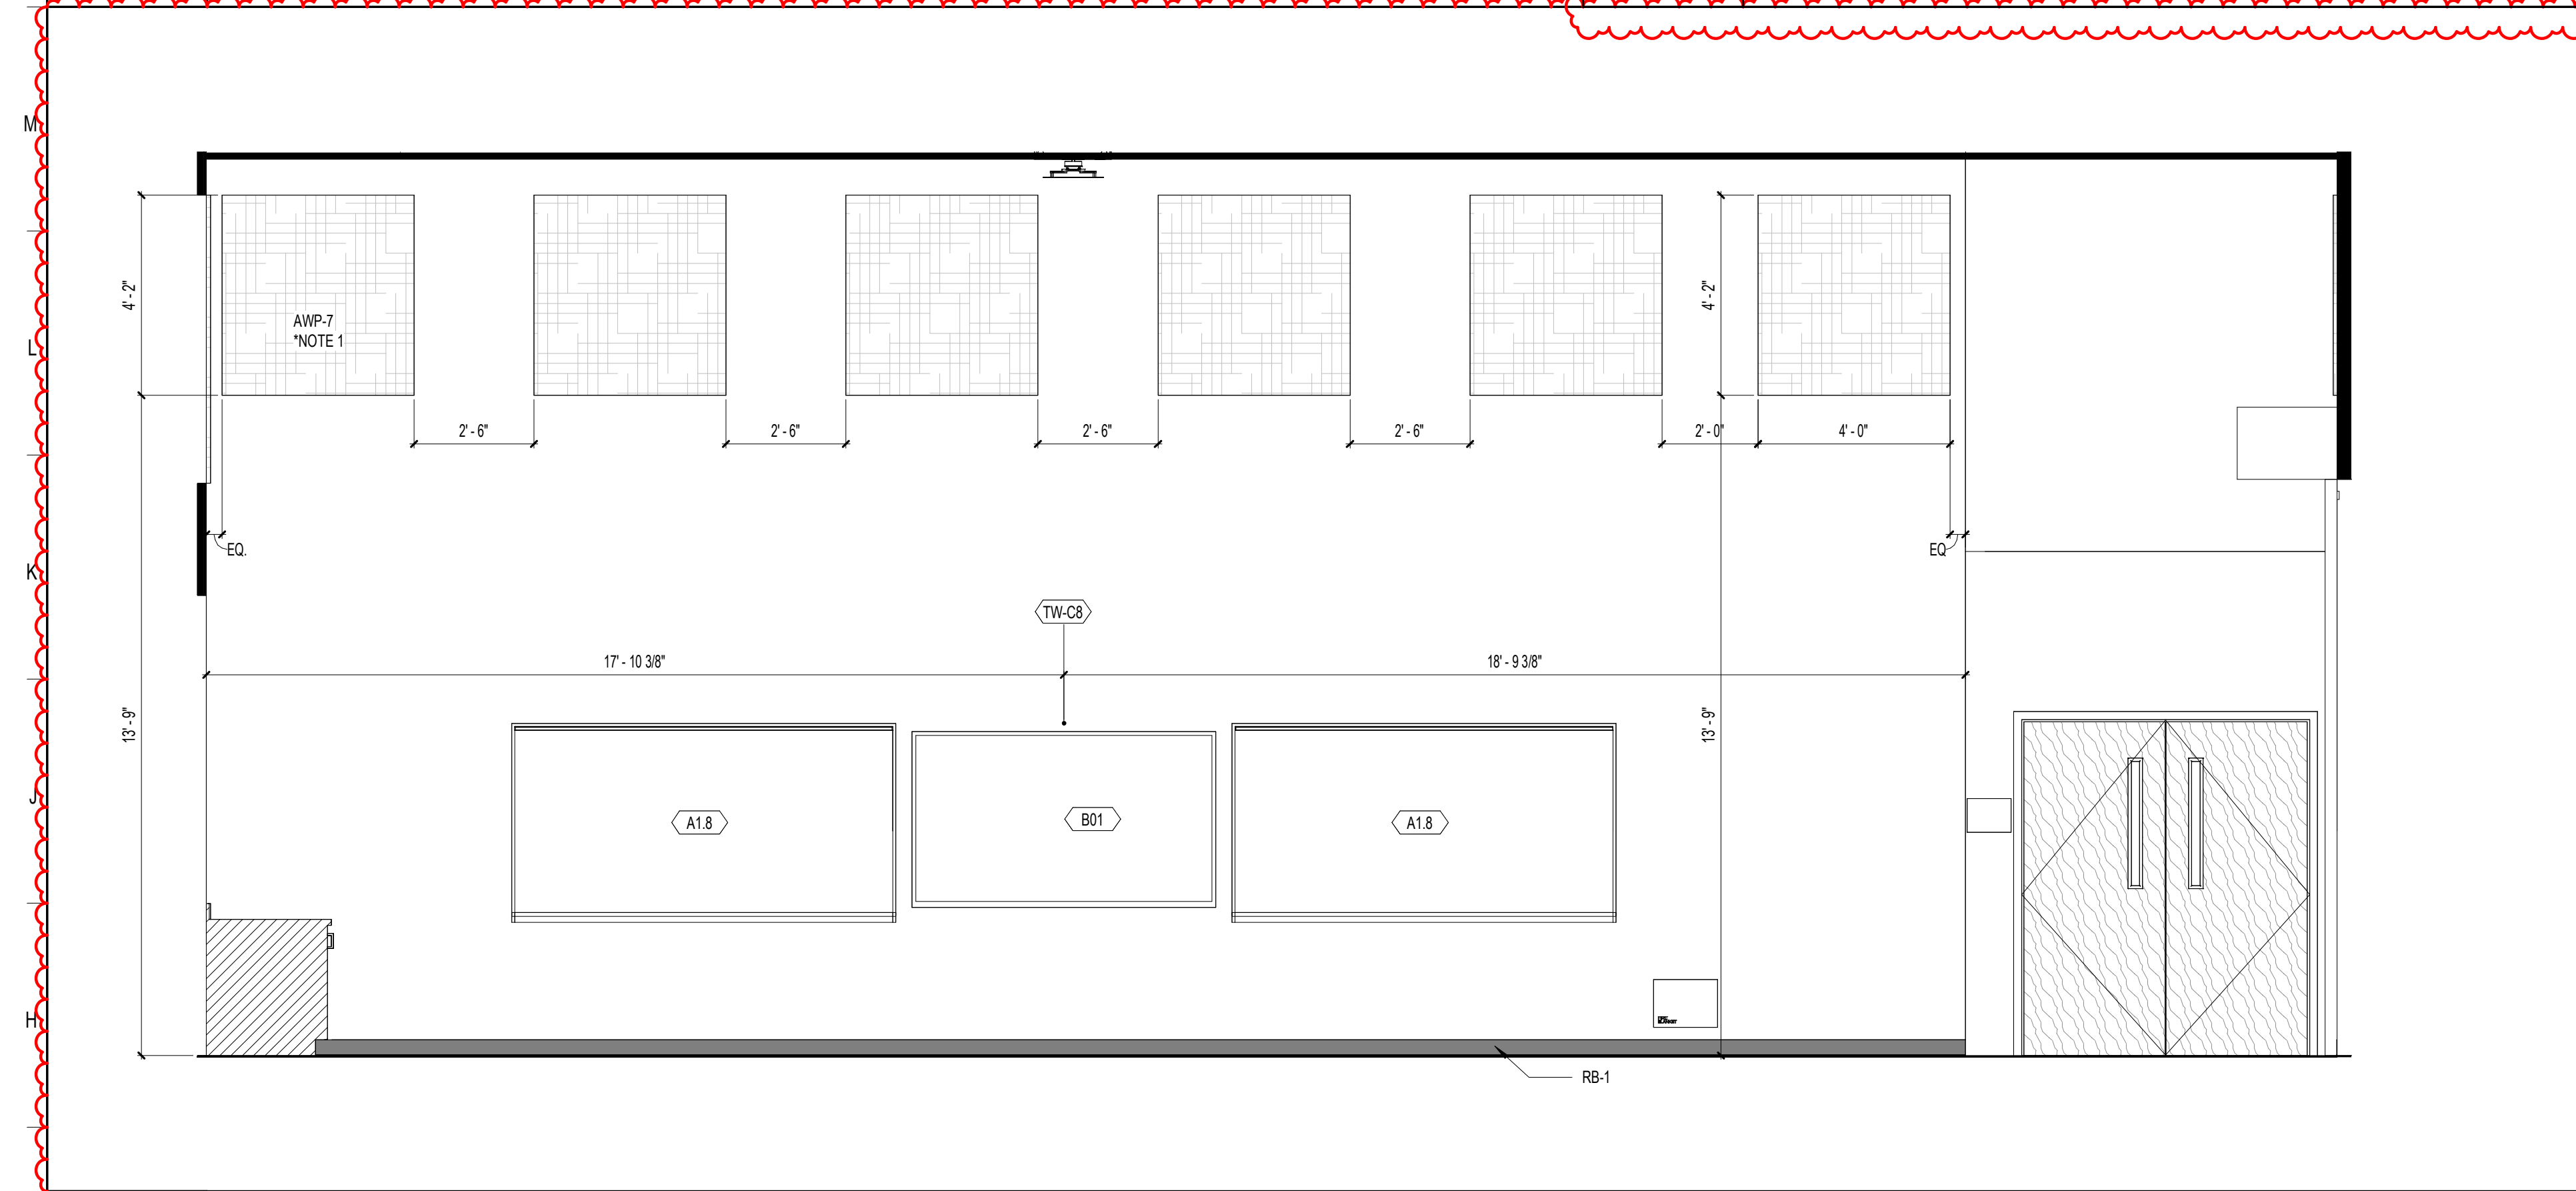 M
AWP-7
*NOTE 1
4' - 2"
4' - 2"
L
2' - 6"
2' - 6"
2' - 6"
2' - 6"
2' - 0"
4' - 0"
EQ.
EQ
K
TW-C8
17' - 10 3/8"
18' - 9 3/8"
13' - 9"
13' - 9"
J
A1.8
B01
A1.8
H
BLANKET
RB-1